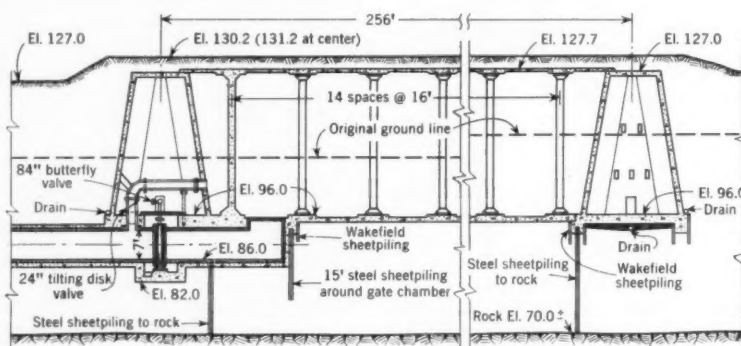 256'
El. 127.0
El. 130.2 (131.2 at center)
El. 127.7
El. 127.0
14 spaces @ 16'
Original ground line
84" butterfly
valve
El. 96.0
El. 96.0
Drain
Drain
7'
Wakefield
sheetpiling
El. 86.0
Drain
24" tilting disk
valve
15' steel sheetpiling
around gate chamber
Steel sheetpiling
to rock
Wakefield
sheetpiling
El. 82.0
Steel sheetpiling to rock
Rock El. 70.0 ±